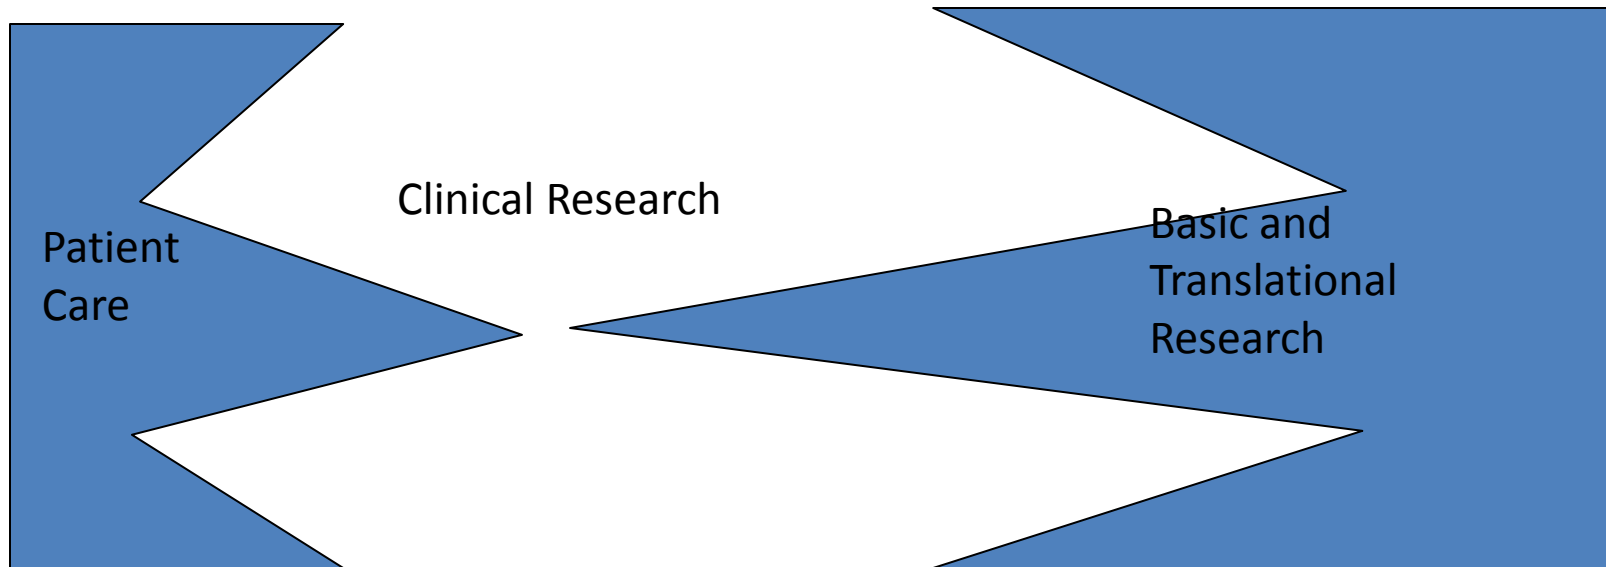 Clinical Research
Patient
Care
Basic and
Translational
Research